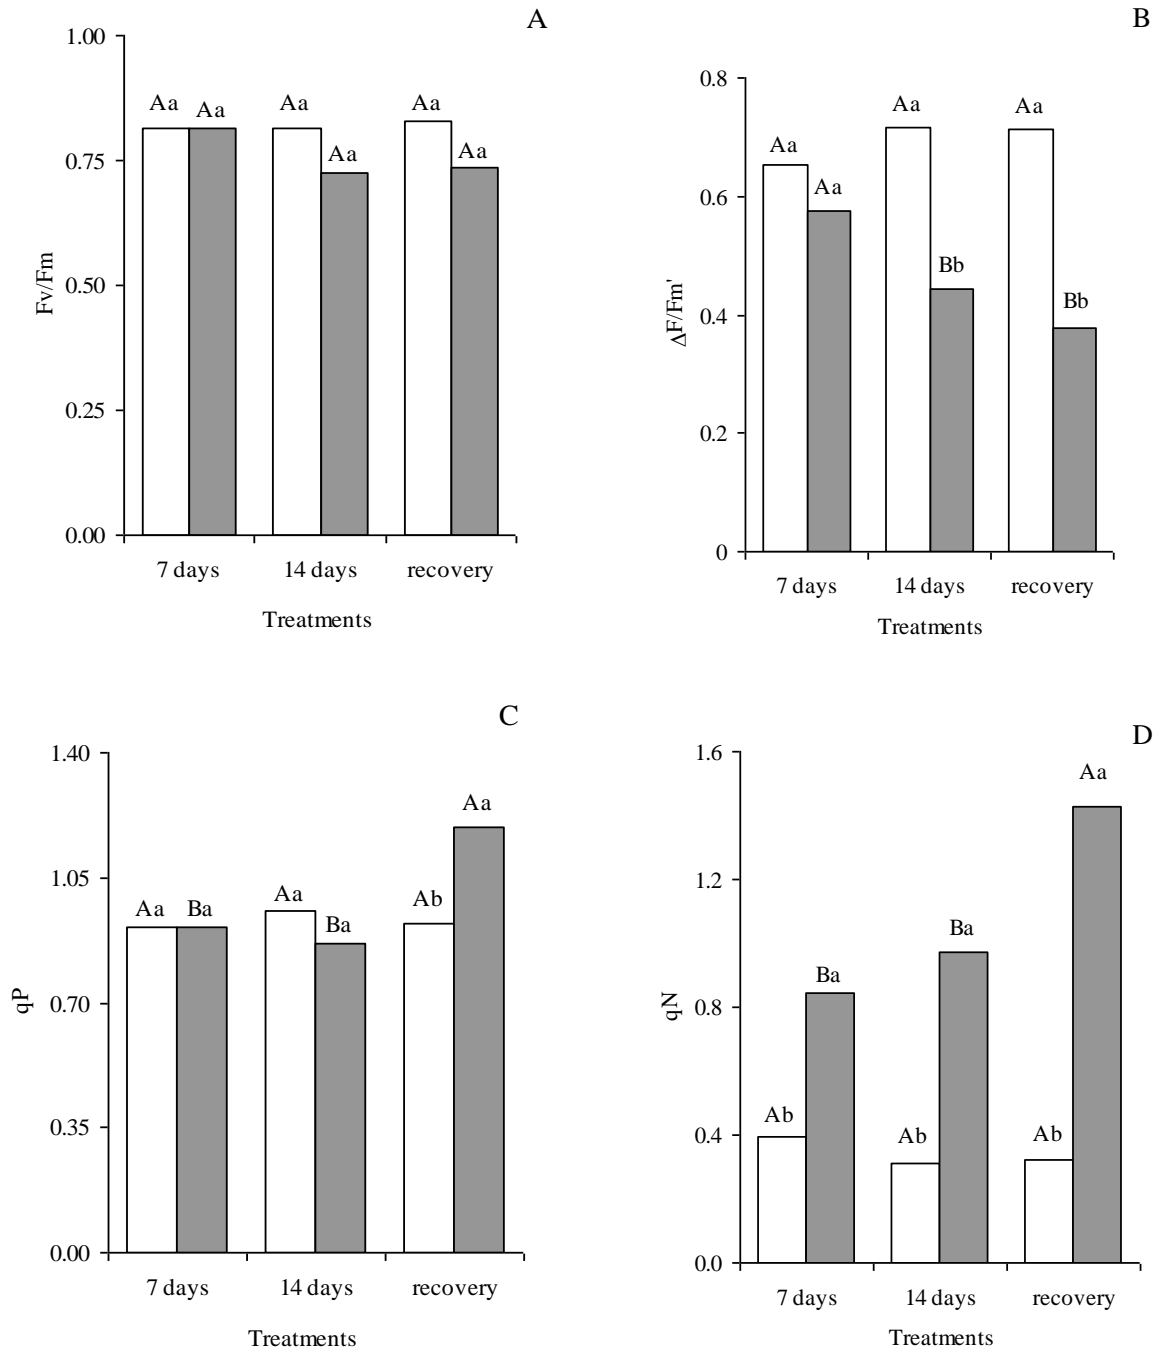 A
1.00
0.75
0.50
0.25
0.00
Fv/Fm
Aa Aa Aa Aa Aa Aa
7 days 14 days recovery
Treatments
B
0.8
0.6
0.4
0.2
0
ΔF/Fm'
Aa Aa Aa Bb Aa Bb
7 days 14 days recovery
Treatments
C
1.40
1.05
0.70
0.35
0.00
qP
Aa Ba Aa Ba Ab Aa
7 days 14 days recovery
Treatments
D
1.6
1.2
0.8
0.4
0.0
qN
Ab Ba Ab Ba Ab Aa
7 days 14 days recovery
Treatments